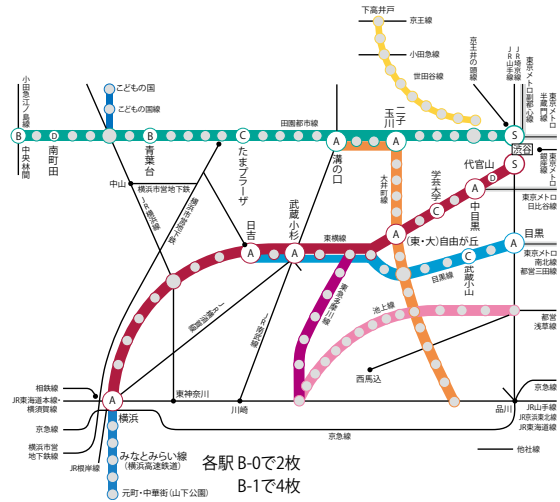 下高井戸
京王線
小田急線
世田谷線
京王井の頭線
JR埼京線
JR山手線
東京メトロ
副都心線
東京メトロ
半蔵門線
小田急江ノ島線
こどもの国
こどもの国線
田園都市線
二子
玉川
B
D
B
C
A
A
S
中央林間
南町田
青葉台
たまプラーザ
溝の口
渋谷
東京メトロ
銀座線
S
代官山
D
大井町線
学芸大学
中目黒
A
C
東京メトロ
日比谷線
中山
横浜市営地下鉄
JR横浜線
横浜市営地下鉄
日吉
武蔵小杉
東横線
A
A
A
(東・大)自由が丘
目黒
A
C
武蔵小山
目黒線
東京メトロ
南北線
都営三田線
東急多摩川線
池上線
JR横須賀線
JR南武線
都営
浅草線
西馬込
相鉄線
JR東海道本線・
横須賀線
京急線
横浜市営
地下鉄線
JR根岸線
A
横浜
東神奈川
川崎
品川
京急線
JR山手線
JR京浜東北線
JR東海道線
京急線
他社線
みなとみらい線
(横浜高速鉄道)
元町・中華街(山下公園)
各駅 B-0で2枚
B-1で4枚